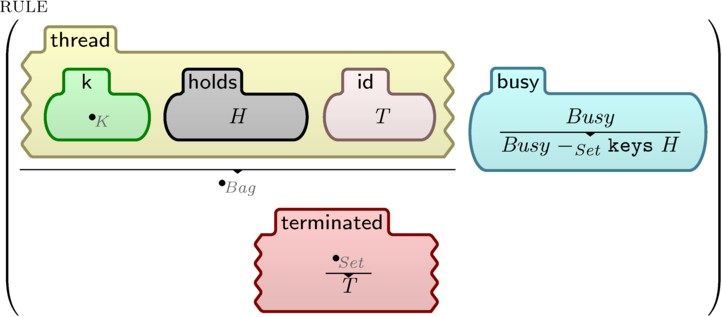 RULE
thread
k holds id busy
•K H T Busy
Busy −Set keys H
•Bag
terminated
•Set
T